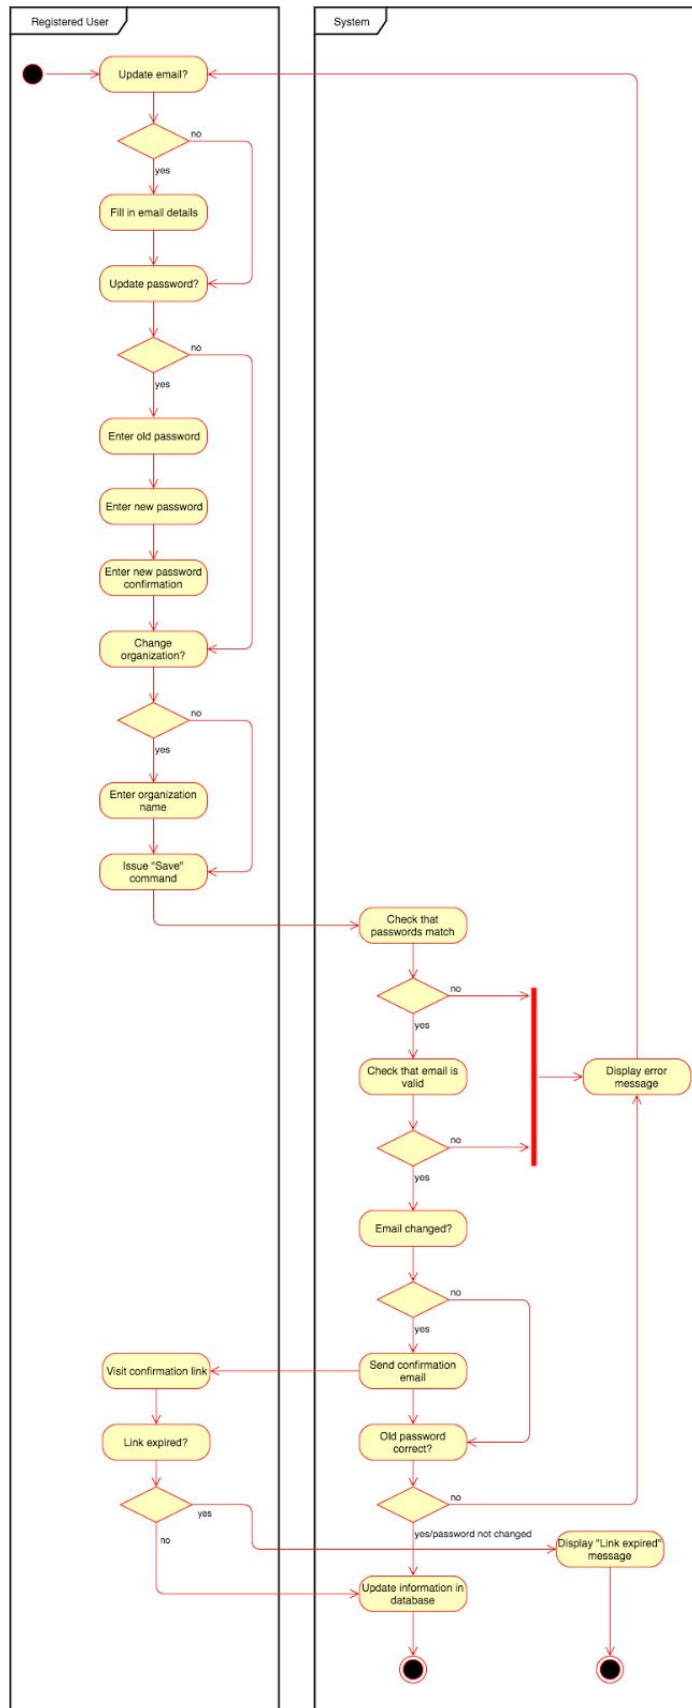 Registered User
System
Update email?
no
yes
Fill in email details
Update password?
no
yes
Enter old password
Enter new password
Enter new password
confirmation
Change
organization?
no
yes
Enter organization
name
Issue "Save"
command
Check that
passwords match
no
yes
Check that email is
valid
Display error
message
no
yes
Email changed?
no
yes
Visit confirmation link
Send confirmation
email
Link expired?
Old password
correct?
yes
no
no
yes/password not changed
Display "Link expired"
message
Update information in
database